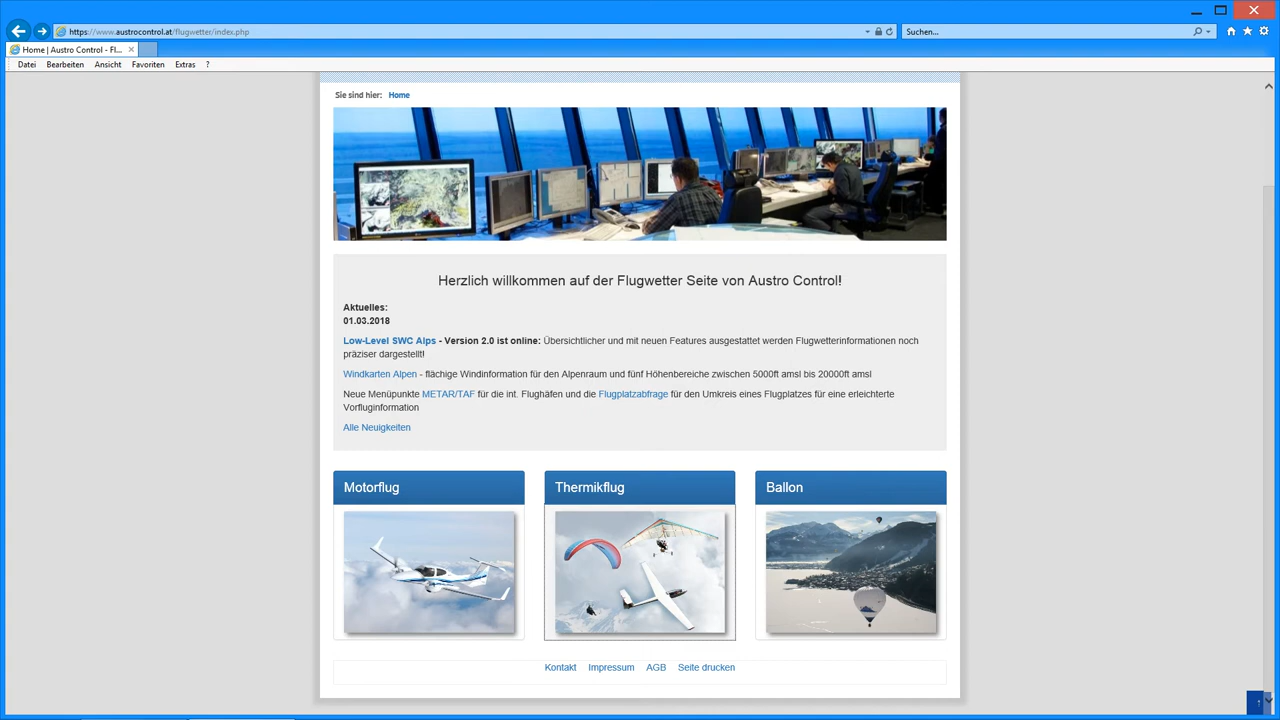 https://www.austrocontrol.at/flugwetter/index.php
Suchen...
Home | Austro Control - Fl...
Datei Bearbeiten Ansicht Favoriten Extras ?
Sie sind hier: Home
Herzlich willkommen auf der Flugwetter Seite von Austro Control!
Aktuelles:
01.03.2018
Low-Level SWC Alps - Version 2.0 ist online: Übersichtlicher und mit neuen Features ausgestattet werden Flugwetterinformationen noch
präziser dargestellt!
Windkarten Alpen - flächige Windinformation für den Alpenraum und fünf Höhenbereiche zwischen 5000ft amsl bis 20000ft amsl
Neue Menüpunkte METAR/TAF für die int. Flughäfen und die Flugplatzabfrage für den Umkreis eines Flugplatzes für eine erleichterte
Vorfluginformation
Alle Neuigkeiten
Motorflug
Thermikflug
Ballon
Kontakt Impressum AGB Seite drucken